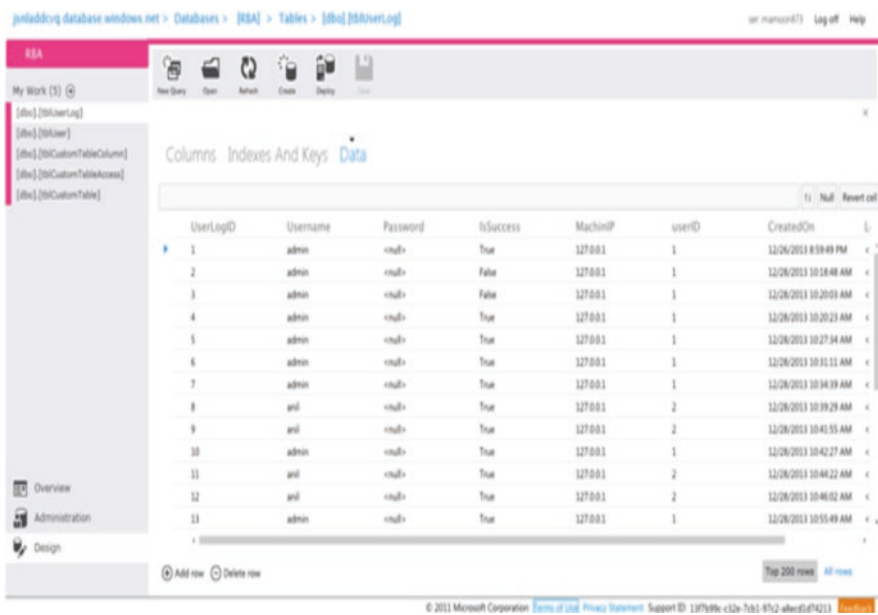 jsnladdcvq.database.windows.net > Databases > [RBA] > Tables > [dbo].[tblUserLog]
Log off Help
RBA
My Work (5)
[dbo].[tblUserLog]
[dbo].[tblUser]
[dbo].[tblCustomTableColumn]
[dbo].[tblCustomTableAccess]
[dbo].[tblCustomTable]
New Query Open Refresh Create Deploy Save
Columns Indexes And Keys Data
Null Revert cell
UserLogID Username Password IsSuccess MachinIP userID CreatedOn
1 admin <null> True 127.0.0.1 1 12/26/2013 8:59:49 PM
2 admin <null> False 127.0.0.1 1 12/28/2013 10:18:48 AM
3 admin <null> False 127.0.0.1 1 12/28/2013 10:20:03 AM
4 admin <null> True 127.0.0.1 1 12/28/2013 10:20:23 AM
5 admin <null> True 127.0.0.1 1 12/28/2013 10:27:34 AM
6 admin <null> True 127.0.0.1 1 12/28/2013 10:31:11 AM
7 admin <null> True 127.0.0.1 1 12/28/2013 10:34:39 AM
8 anil <null> True 127.0.0.1 2 12/28/2013 10:39:29 AM
9 anil <null> True 127.0.0.1 2 12/28/2013 10:41:55 AM
10 admin <null> True 127.0.0.1 1 12/28/2013 10:42:27 AM
11 anil <null> True 127.0.0.1 2 12/28/2013 10:44:22 AM
12 anil <null> True 127.0.0.1 2 12/28/2013 10:46:02 AM
13 admin <null> True 127.0.0.1 1 12/28/2013 10:55:49 AM
Overview
Administration
Design
Add row Delete row
Top 200 rows All rows
© 2011 Microsoft Corporation Terms of Use Privacy Statement Support ID:
Feedback